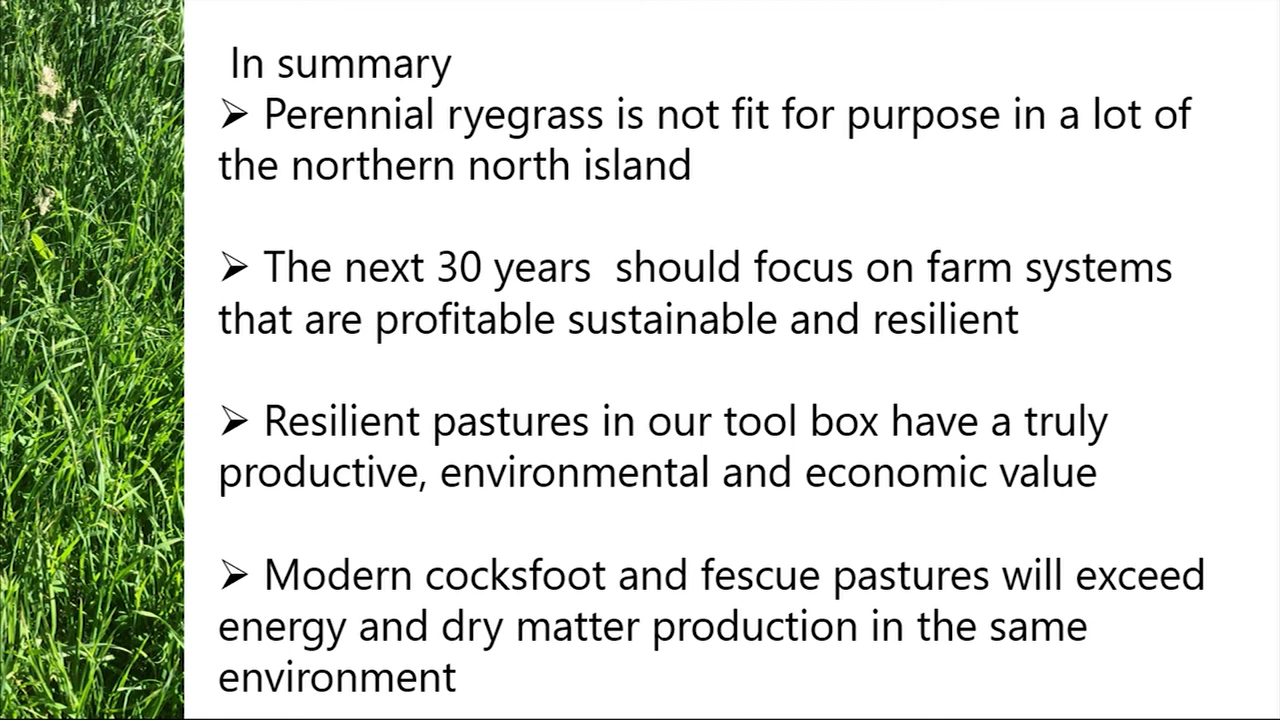 In summary
➢ Perennial ryegrass is not fit for purpose in a lot of
the northern north island
➢ The next 30 years  should focus on farm systems
that are profitable sustainable and resilient
➢ Resilient pastures in our tool box have a truly
productive, environmental and economic value
➢ Modern cocksfoot and fescue pastures will exceed
energy and dry matter production in the same
environment